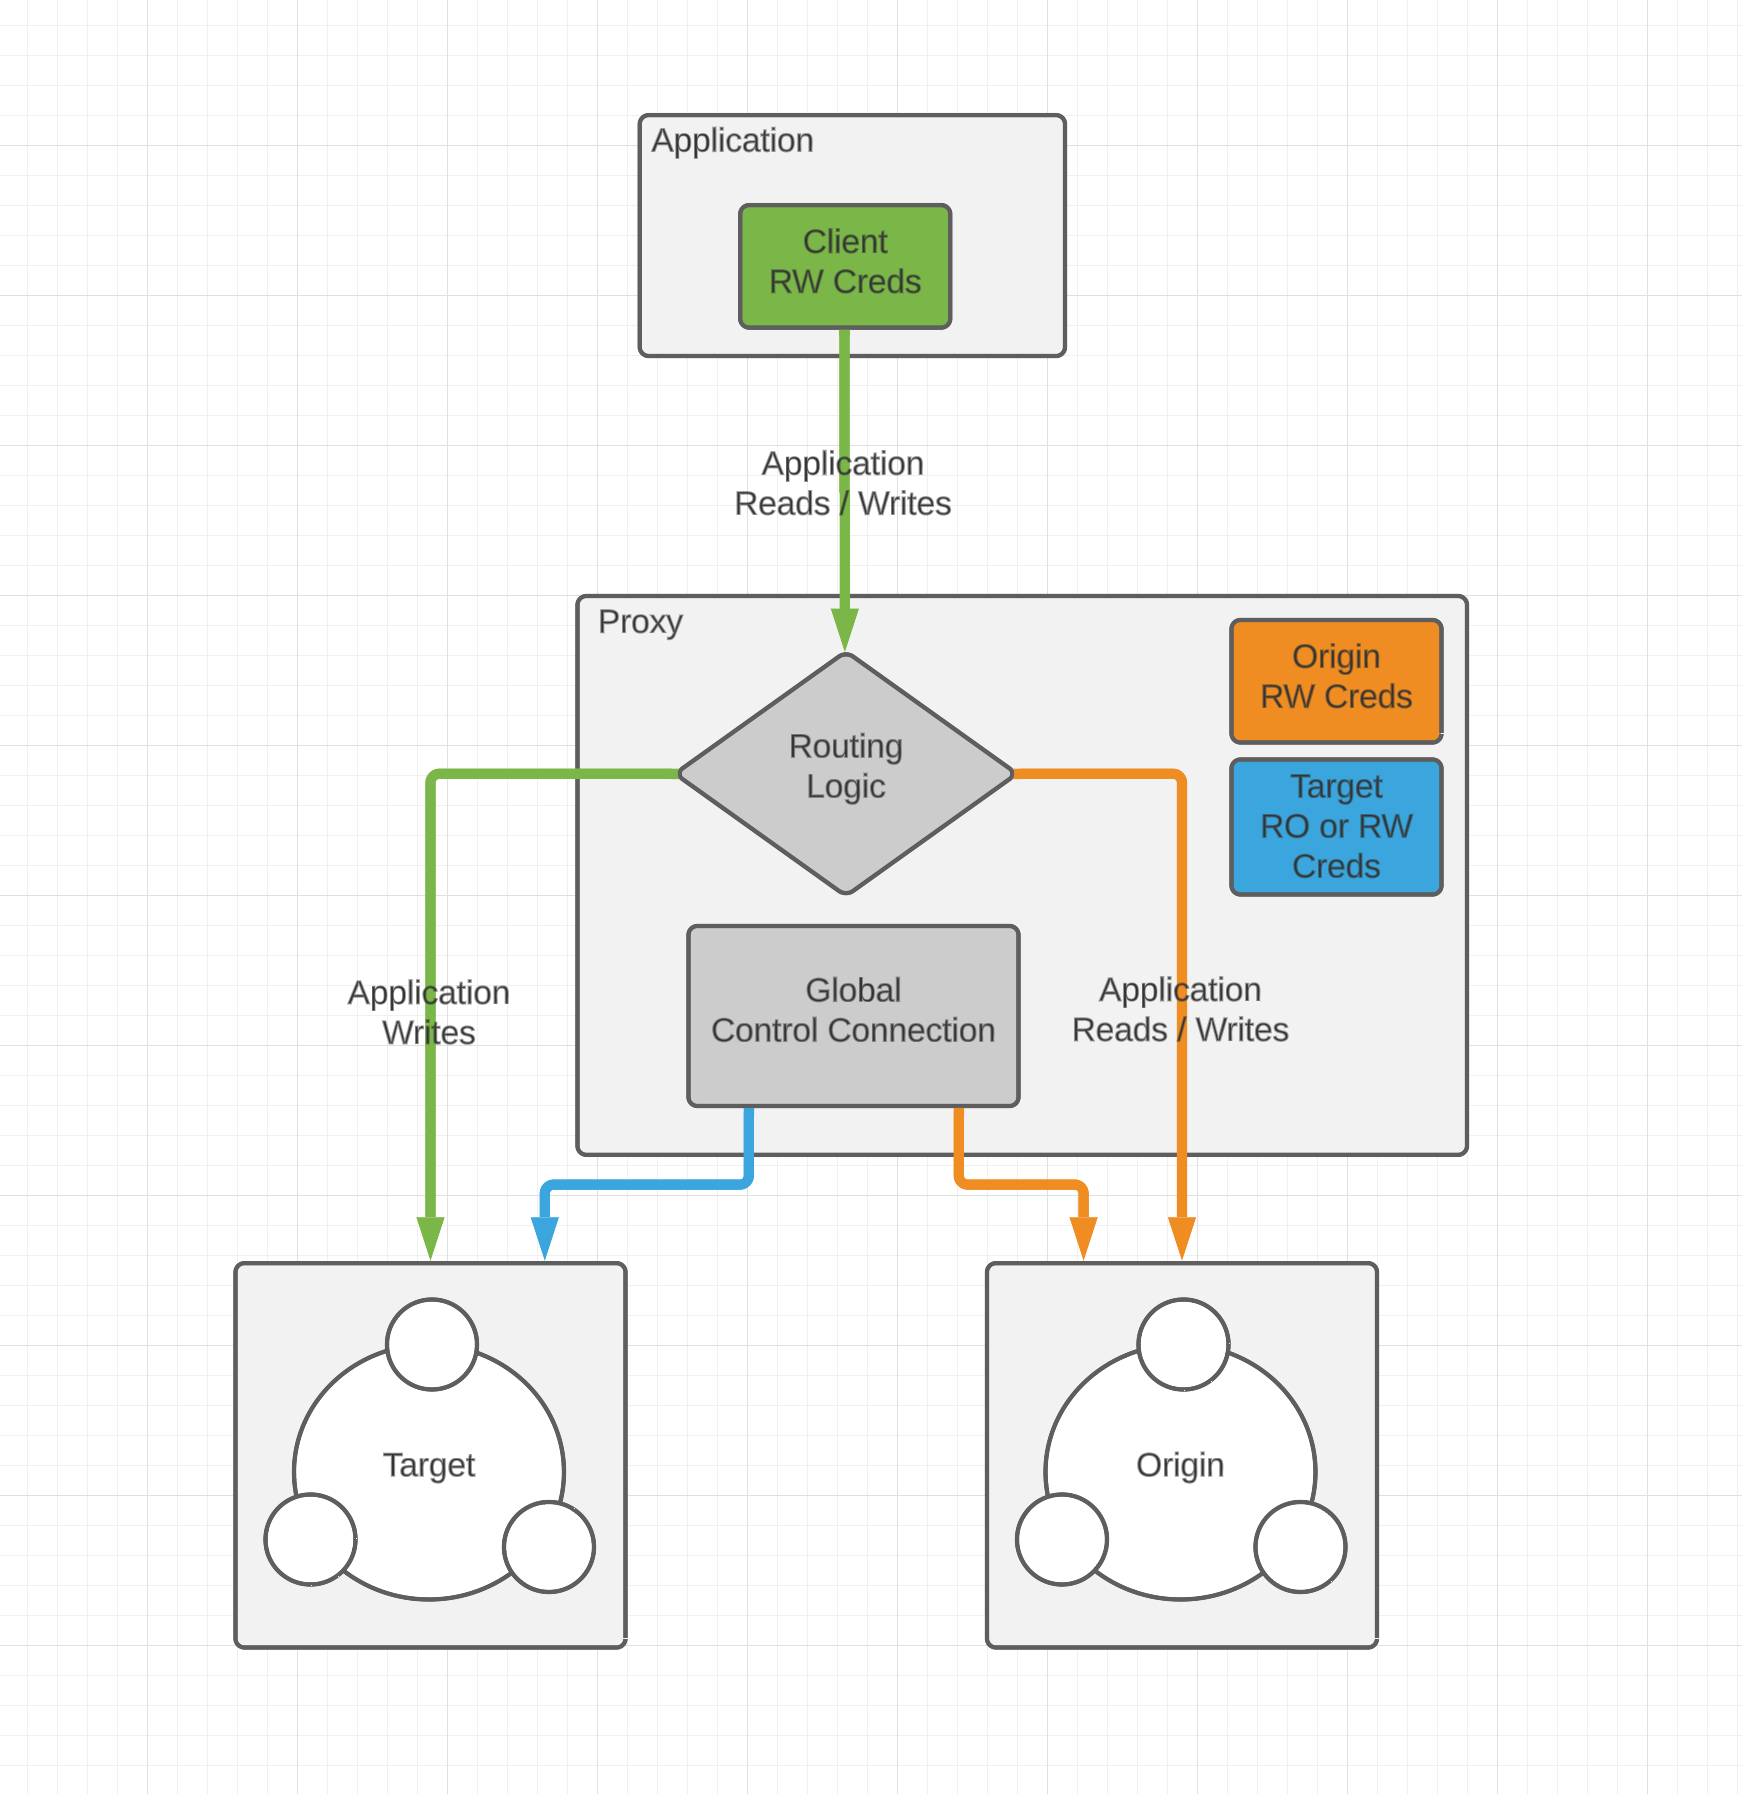 Application
Client
RW Creds
Application
Reads / Writes
Proxy
Origin
RW Creds
Routing
Logic
Target
RO or RW
Creds
Global
Control Connection
Application
Writes
Application
Reads / Writes
Target
Origin